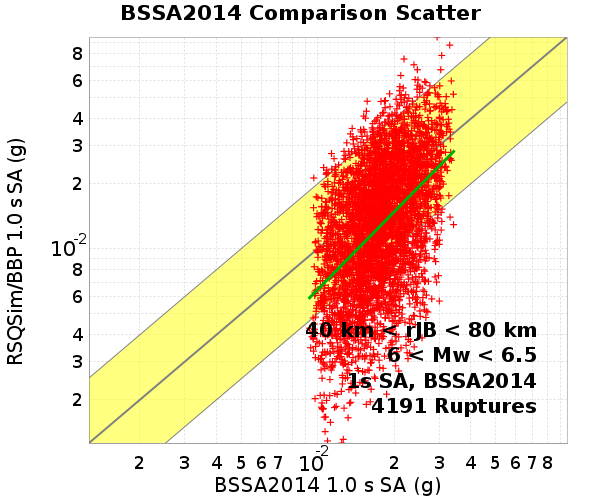 BSSA2014 Comparison Scatter
RSQSim/BBP 1.0 s SA (g)
8
6
4
3
2
10-2
8
6
4
3
2
40 km < rJB < 80 km
6 < Mw < 6.5
1s SA, BSSA2014
4191 Ruptures
2 3 4 5 6 7 10-2 2 3 4 5 6 7 8
BSSA2014 1.0 s SA (g)